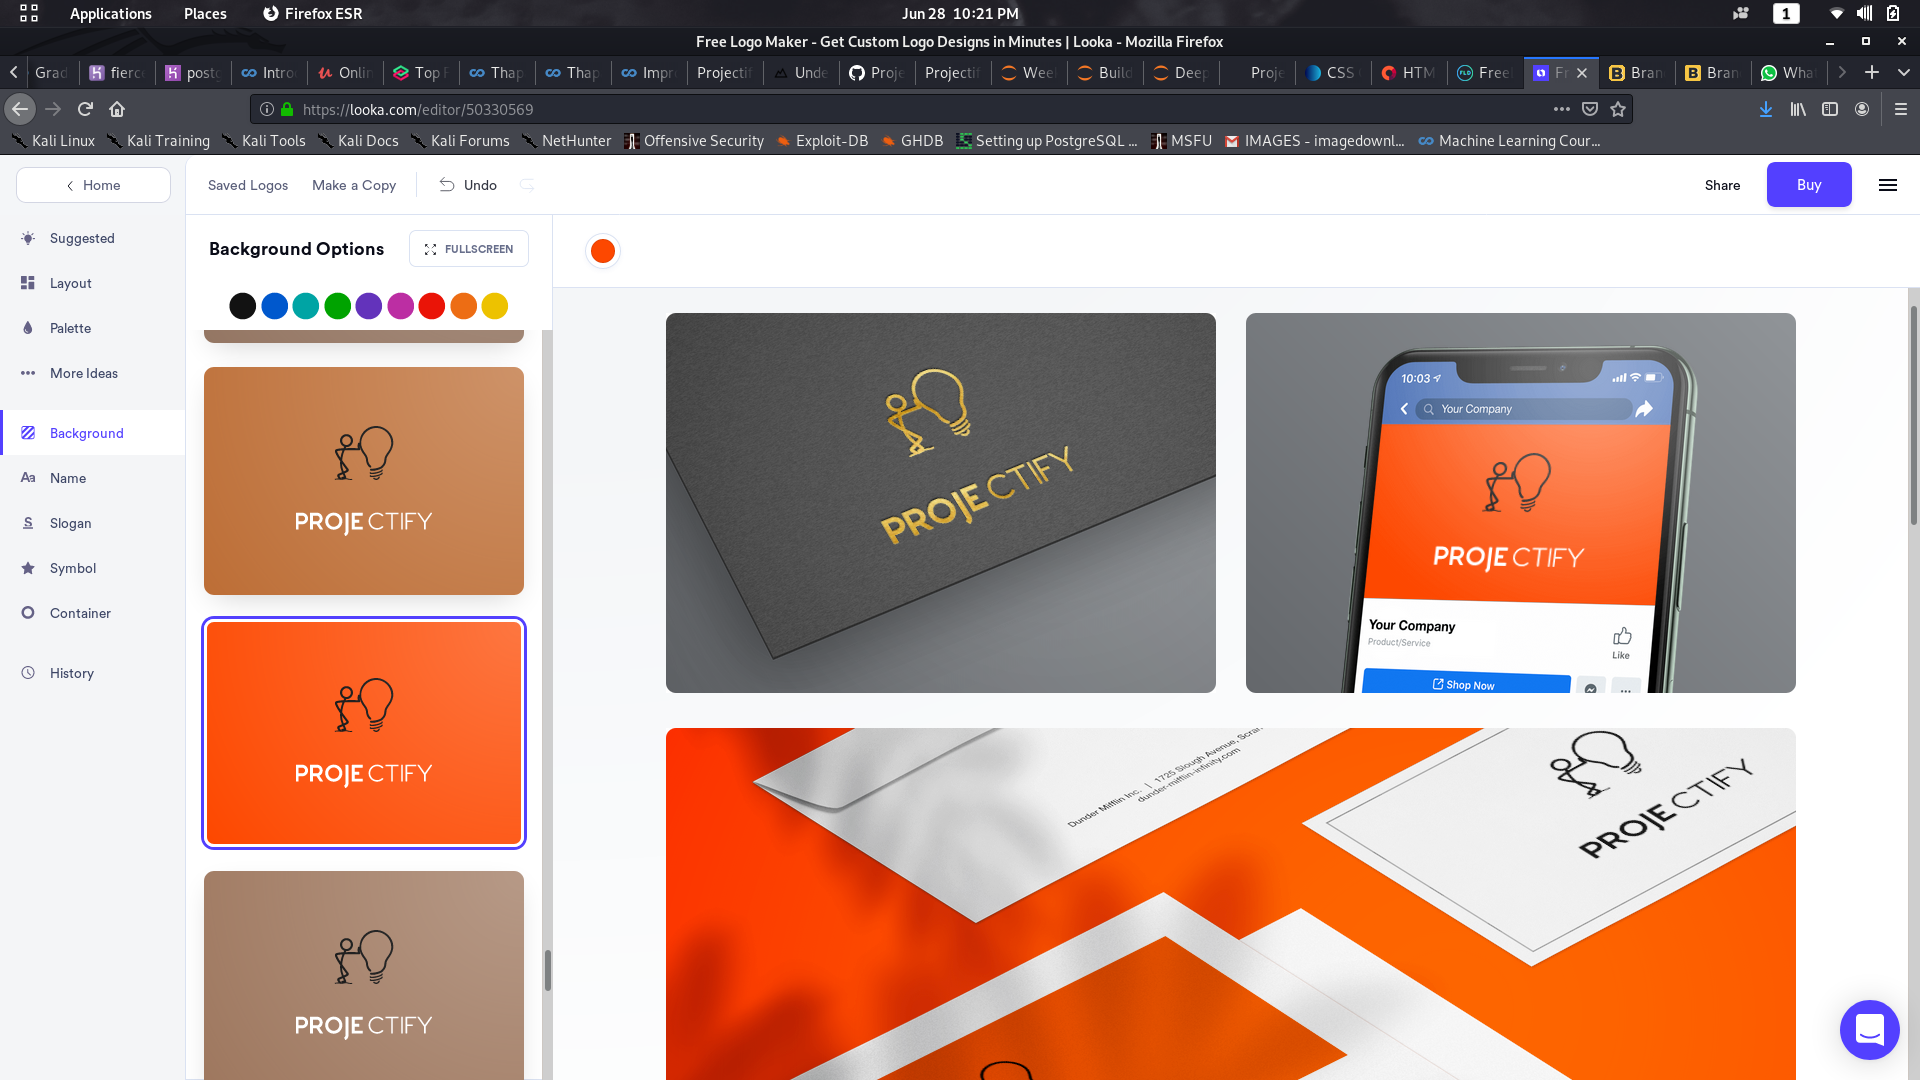 Applications Places Firefox ESR Jun 28 10:21 PM 1
Free Logo Maker - Get Custom Logo Designs in Minutes | Looka - Mozilla Firefox
Grad fierce postg Intro Onlin Top Thap Thap Impr Projectif Unde Proje Projectif Wee Build Deep Proje CSS HTM Free Fr Bran Bran What
https://looka.com/editor/50330569
Kali Linux Kali Training Kali Tools Kali Docs Kali Forums NetHunter Offensive Security Exploit-DB GHDB Setting up PostgreSQL ... MSFU IMAGES - imagedownl... Machine Learning Cour...
Home Saved Logos Make a Copy Undo Share Buy
Suggested
Layout
Palette
More Ideas
Background
Name
Slogan
Symbol
Container
History
Background Options FULLSCREEN
PROJE CTIFY
PROJE CTIFY
PROJE CTIFY
PROJE CTIFY
10:03
Your Company
PROJE CTIFY
Your Company
Product/Service
Like
Shop Now
Dunder Mifflin Inc. | 1725 Slough Avenue, Scran
dunder-mifflin-infinity.com
PROJE CTIFY